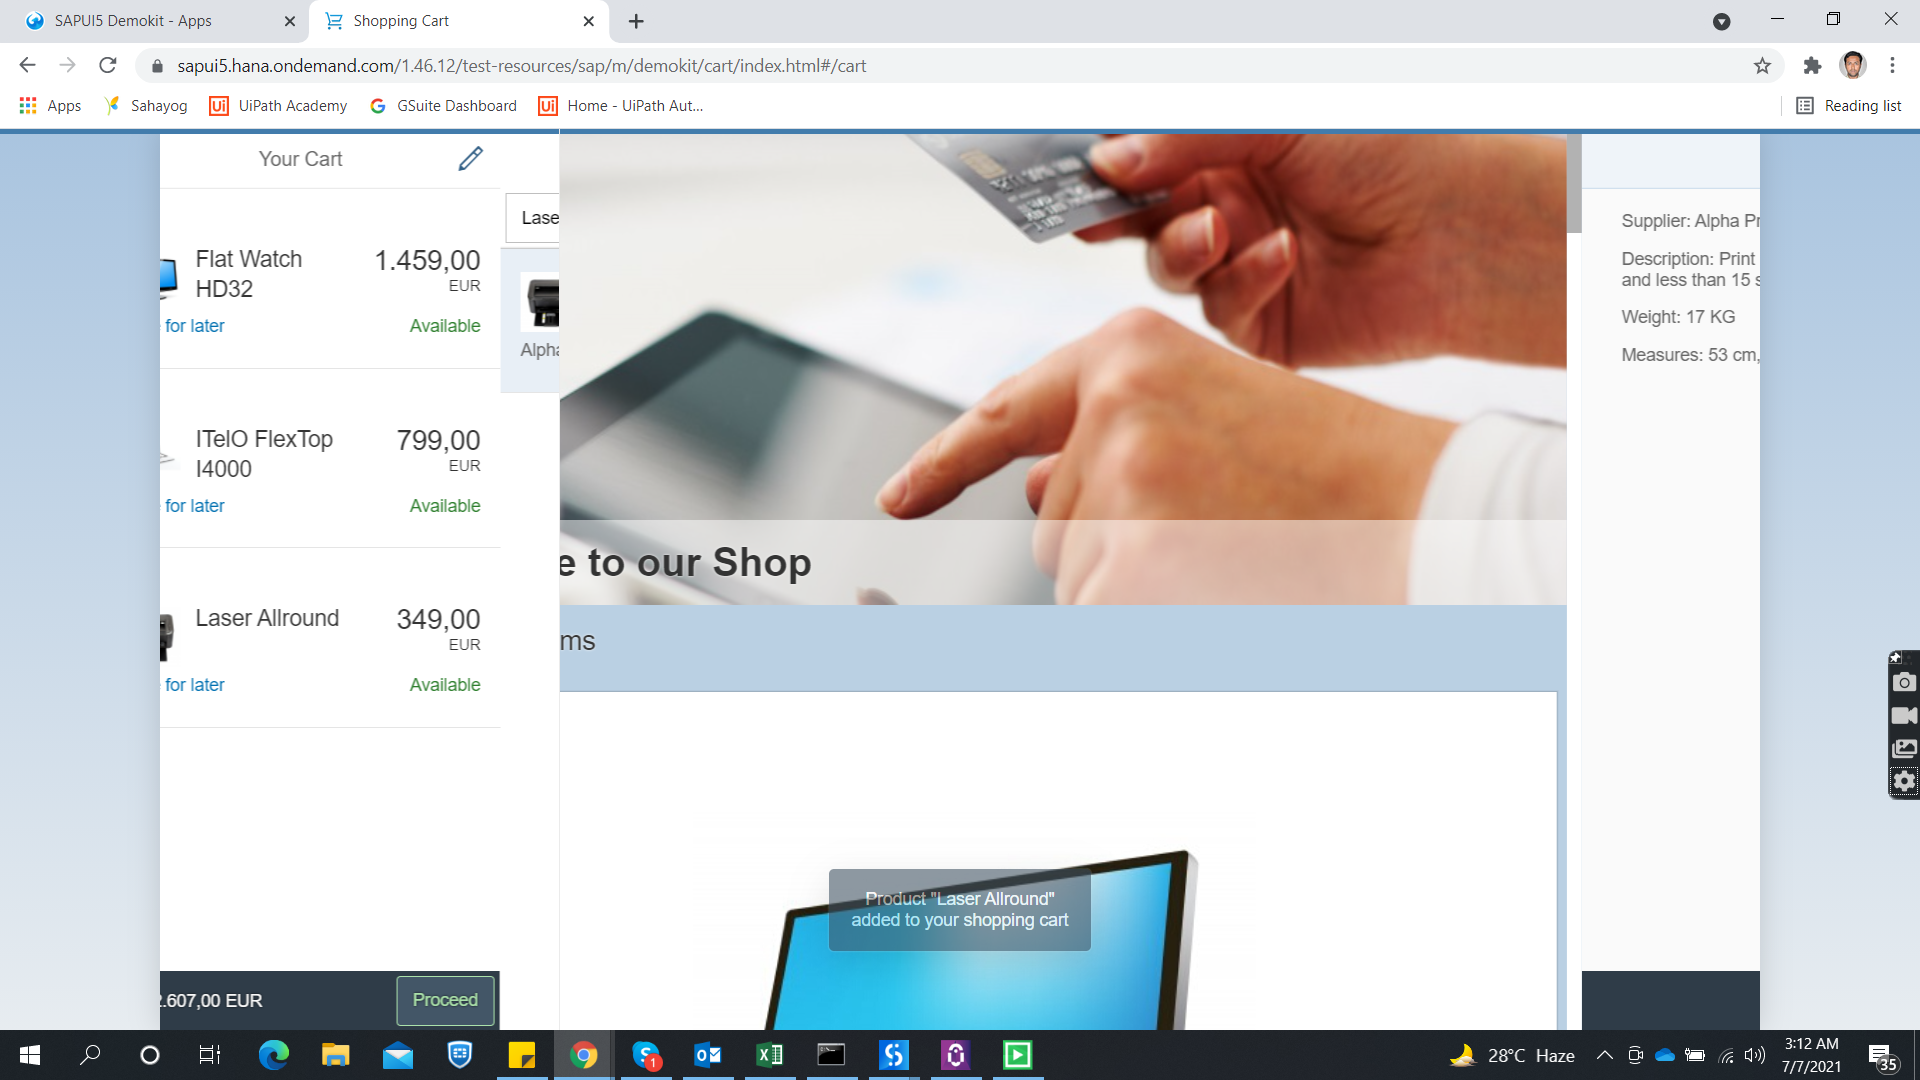 SAPUI5 Demokit - Apps
Shopping Cart
sapui5.hana.ondemand.com/1.46.12/test-resources/sap/m/demokit/cart/index.html#/cart
Apps
Sahayog
UiPath Academy
GSuite Dashboard
Home - UiPath Aut...
Reading list
Your Cart
Flat Watch
HD32
1.459,00
EUR
for later
Available
ITelO FlexTop
I4000
799,00
EUR
for later
Available
Laser Allround
349,00
EUR
for later
Available
.607,00 EUR
Proceed
Lase
Alpha
e to our Shop
ms
Product "Laser Allround"
added to your shopping cart
Supplier: Alpha Pr
Description: Print
and less than 15 s
Weight: 17 KG
Measures: 53 cm,
1
28°C Haze
3:12 AM
7/7/2021
35